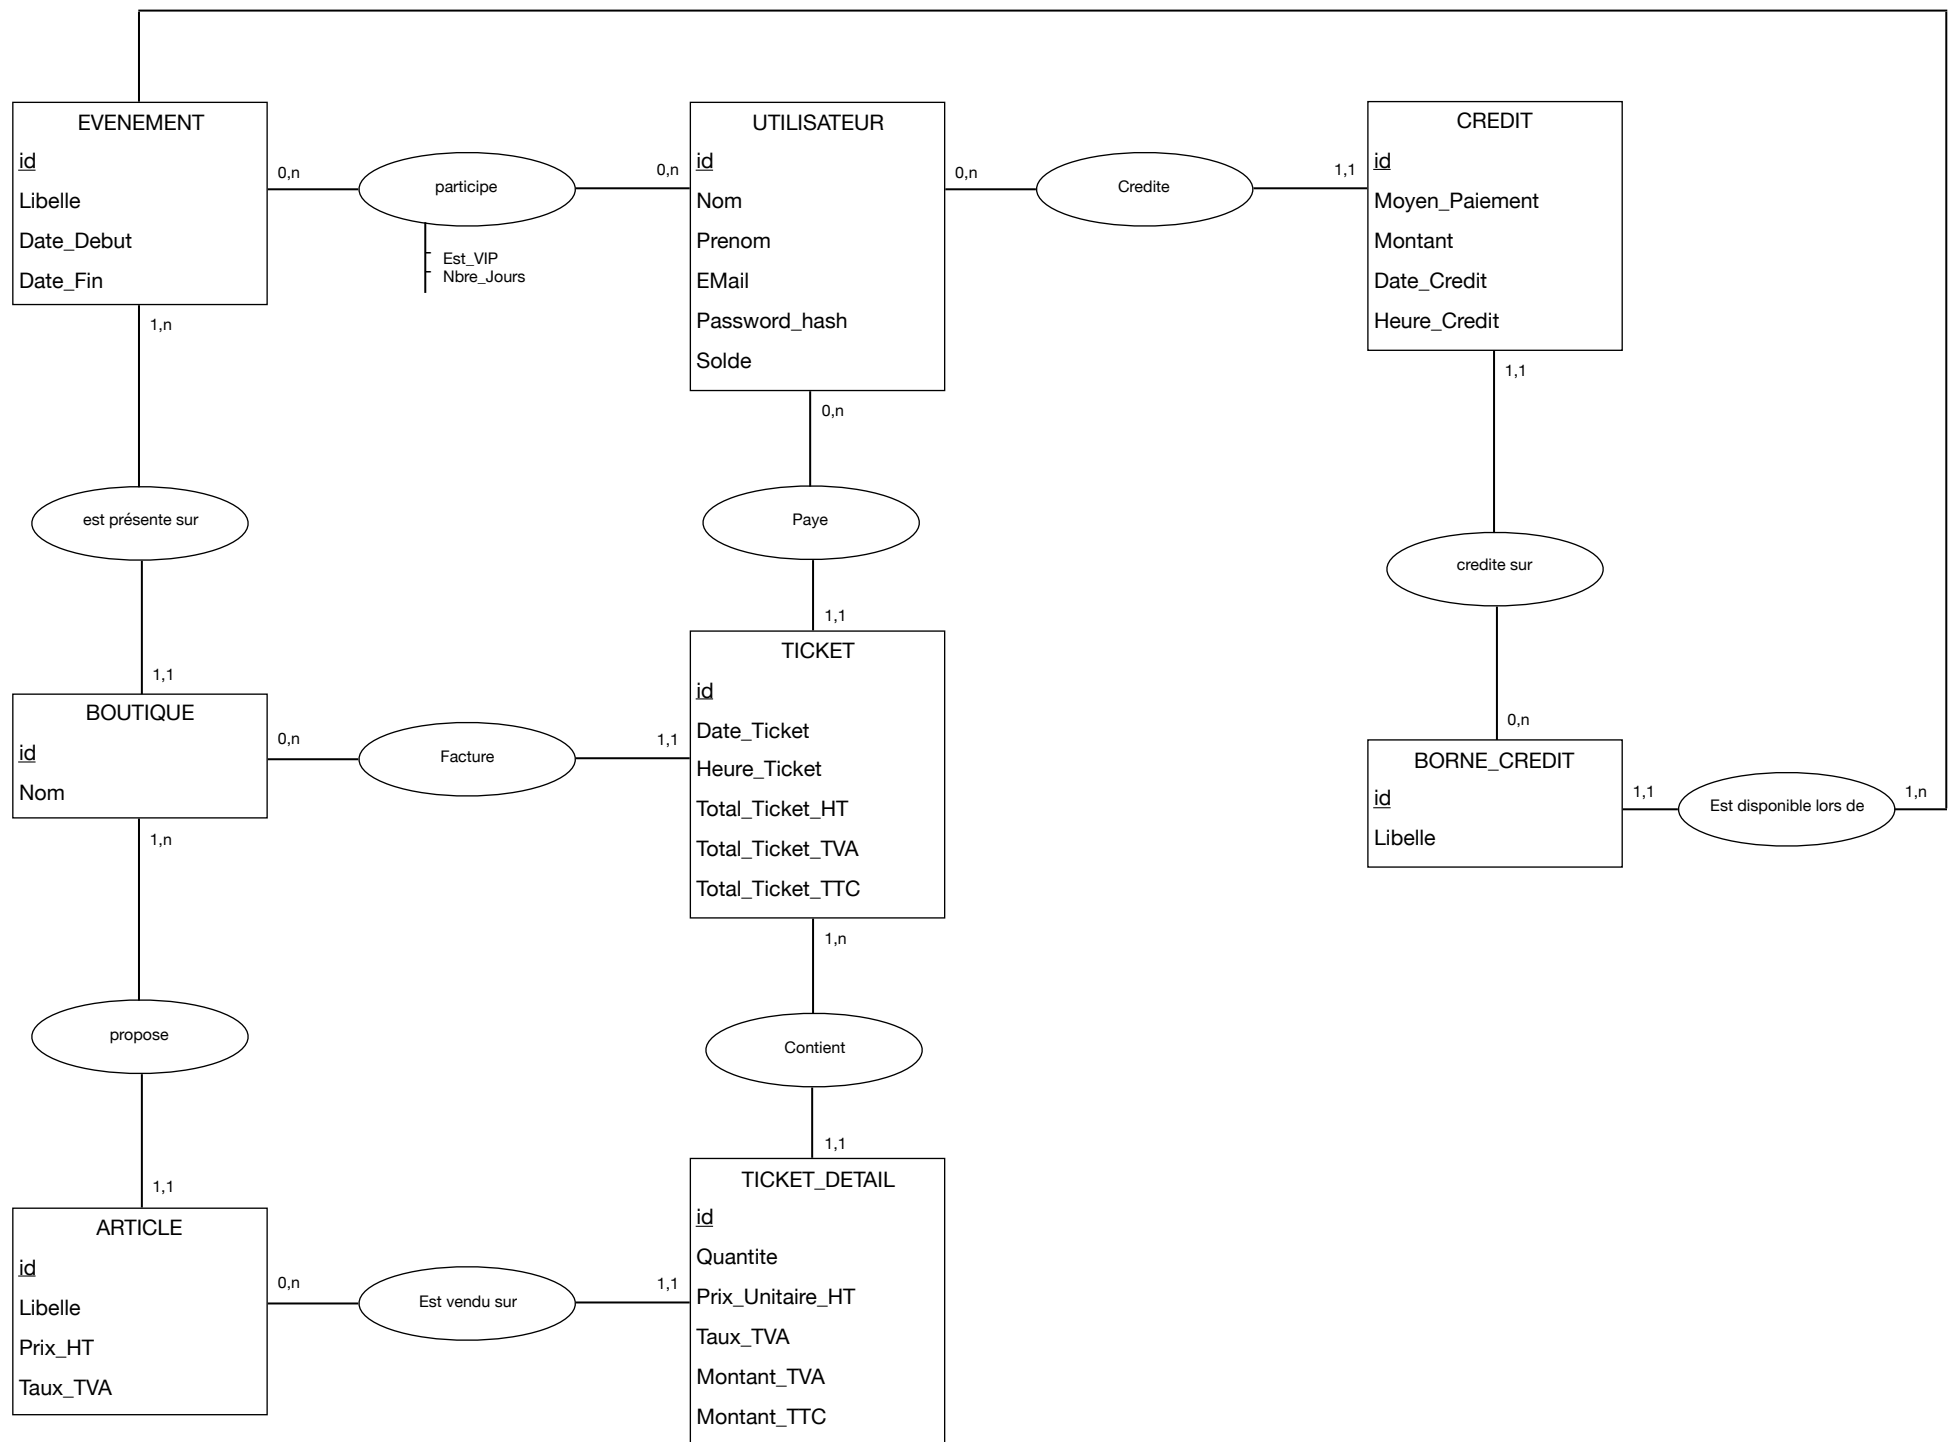 EVENEMENT
id
Libelle
Date_Debut
Date_Fin
0,n
participe
0,n
Est_VIP
Nbre_Jours
UTILISATEUR
id
Nom
Prenom
EMail
Password_hash
Solde
0,n
Credite
1,1
CREDIT
id
Moyen_Paiement
Montant
Date_Credit
Heure_Credit
1,n
0,n
1,1
est présente sur
Paye
credite sur
1,1
1,1
0,n
BOUTIQUE
id
Nom
0,n
Facture
1,1
TICKET
id
Date_Ticket
Heure_Ticket
Total_Ticket_HT
Total_Ticket_TVA
Total_Ticket_TTC
BORNE_CREDIT
id
Libelle
1,1
Est disponible lors de
1,n
1,n
1,n
propose
Contient
1,1
1,1
ARTICLE
id
Libelle
Prix_HT
Taux_TVA
0,n
Est vendu sur
1,1
TICKET_DETAIL
id
Quantite
Prix_Unitaire_HT
Taux_TVA
Montant_TVA
Montant_TTC